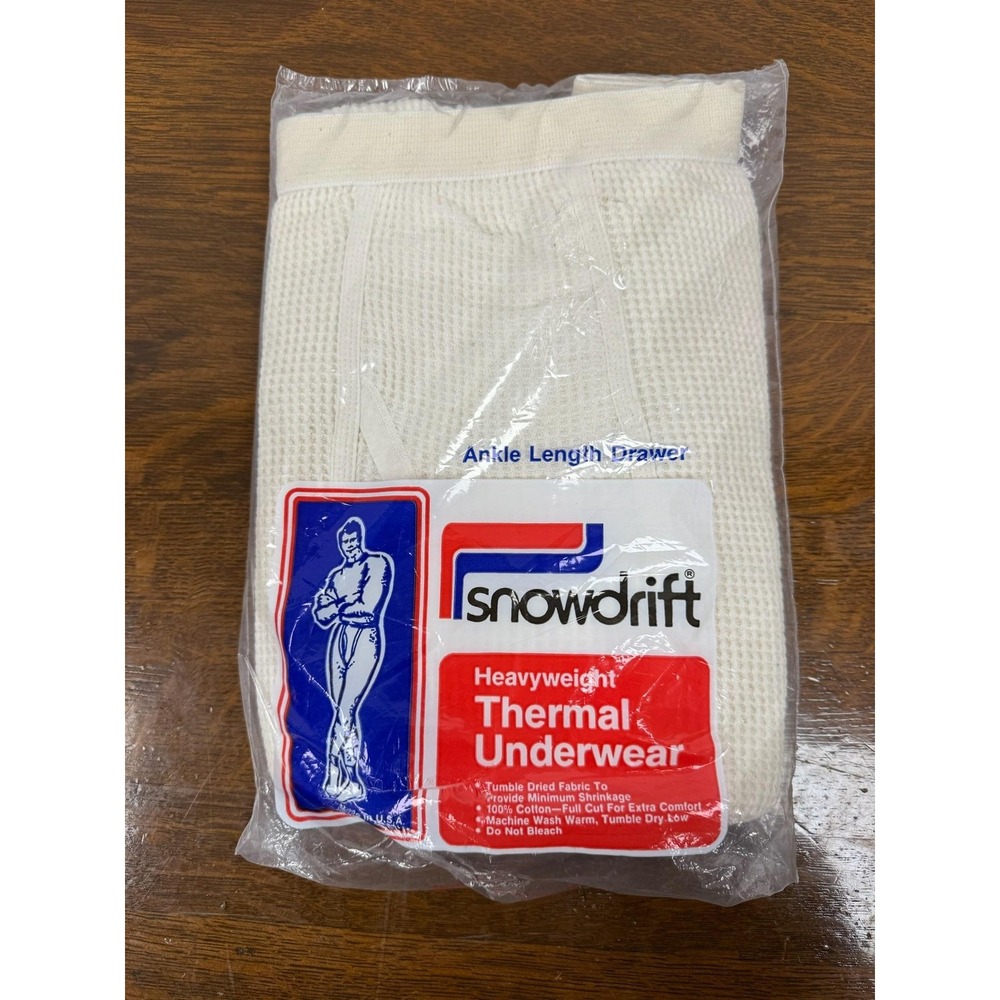 Ankle Length Drawer
snowdrift®
Heavyweight
Thermal
Underwear
• Tumble Dried Fabric To
Provide Minimum Shrinkage
• 100% Cotton—Full Cut For Extra Comfort
• Machine Wash Warm, Tumble Dry Low
• Do Not Bleach
in U.S.A.